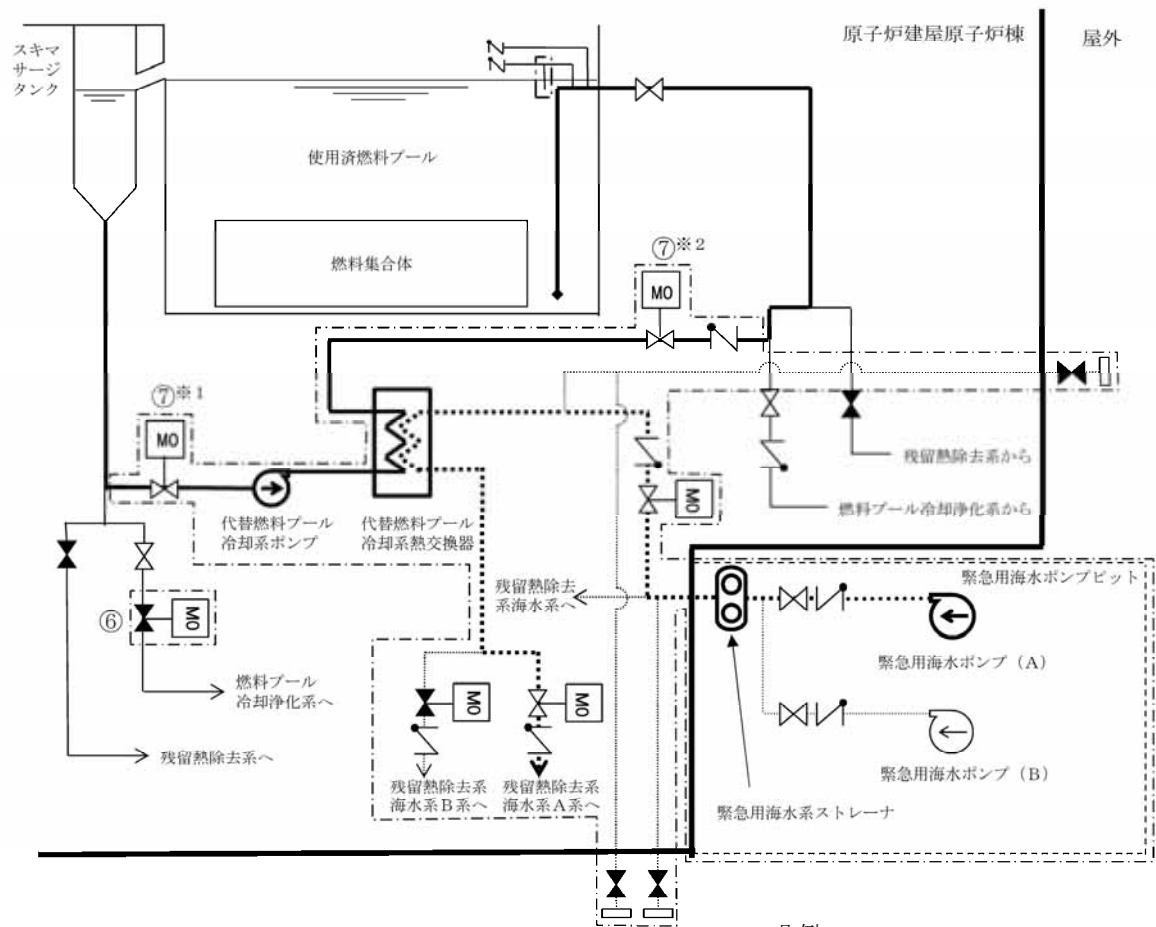 スキマ
サージ
タンク
原子炉建屋原子炉棟
屋外
使用済燃料プール
燃料集合体
⑦※2
MO
⑦※1
MO
代替燃料プール
冷却系ポンプ
代替燃料プール
冷却系熱交換器
MO
残留熱除去系から
燃料プール冷却浄化系から
残留熱除去
系海水系へ
緊急用海水ポンプピット
⑥
MO
緊急用海水ポンプ（A）
燃料プール
冷却浄化系へ
MO
MO
残留熱除去系へ
残留熱除去系
海水系B系へ
残留熱除去系
海水系A系へ
緊急用海水ポンプ（B）
緊急用海水系ストレーナ